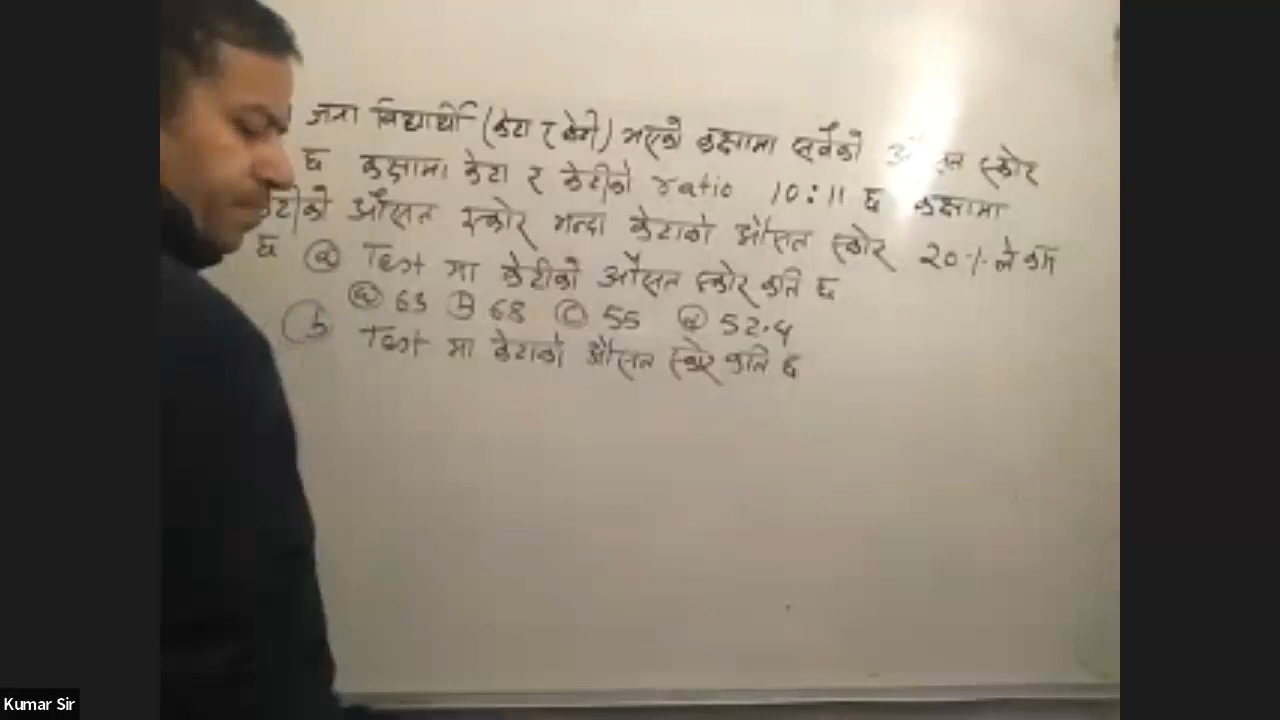 जना विद्यार्थी (केटा र केटी) भएको कक्षामा सबैको औसत स्कोर
छ कक्षामा केटा र केटीको ratio 10:11 छ कक्षामा
औसत स्कोर भन्दा केटाको औसत स्कोर 20% ले कम
छ ⓐ Test मा केटीको औसत स्कोर कति छ
ⓐ 63 ⓑ 68 ⓒ 55 ⓓ 52.4
ⓑ Test मा केटाको औसत स्कोर कति छ
Kumar Sir